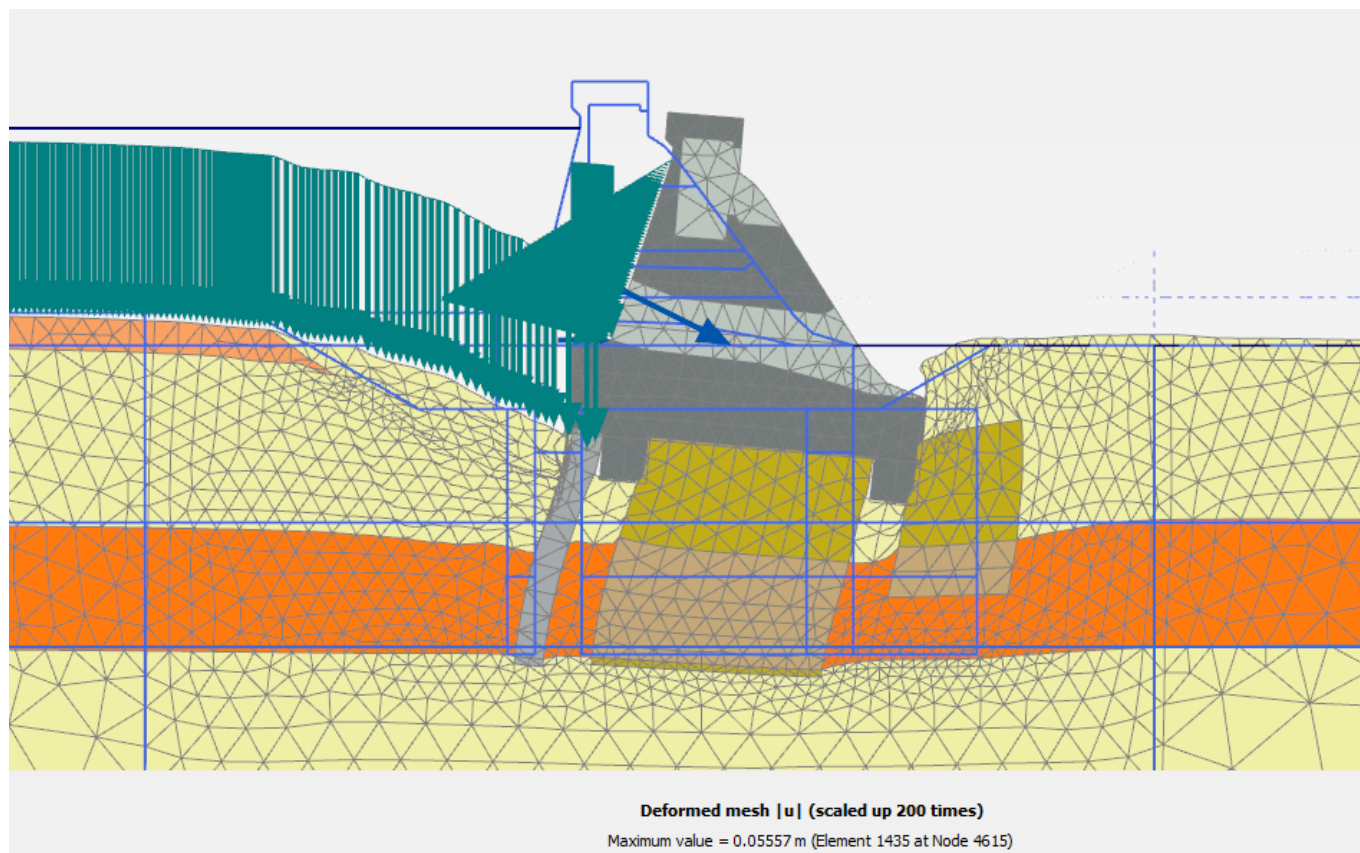 Deformed mesh |u| (scaled up 200 times)
Maximum value = 0.05557 m (Element 1435 at Node 4615)